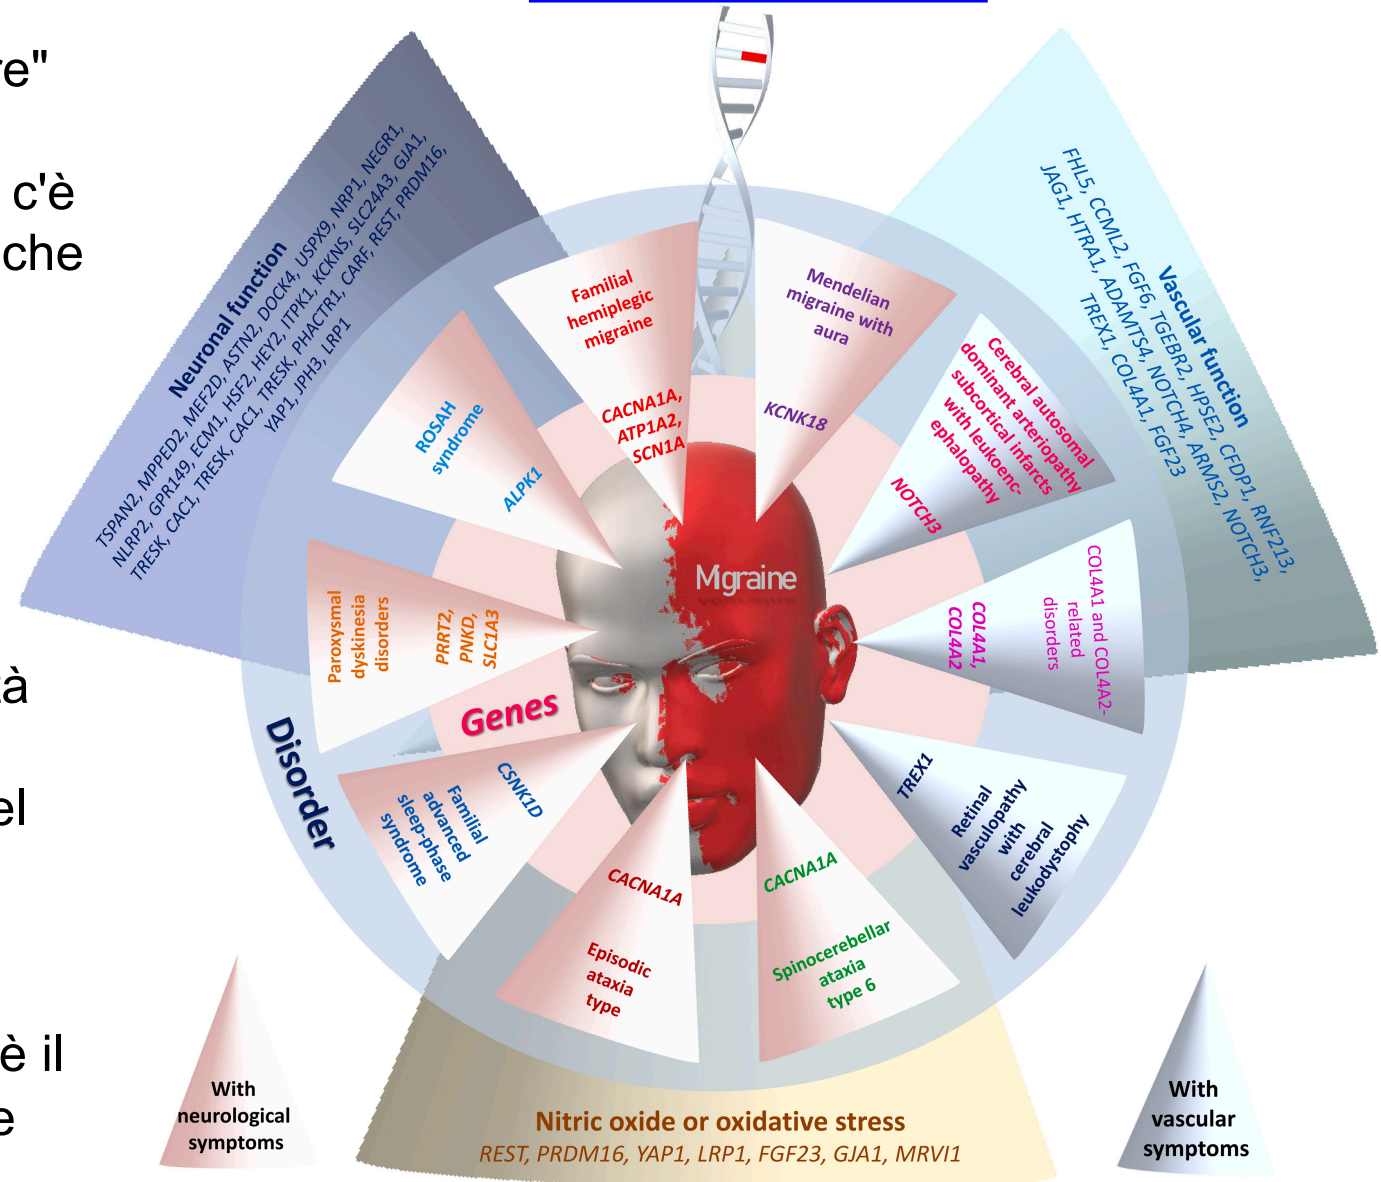 re"
c'è
che
tà
el
è il
e
Neuronal function
TSPAN2, MPPED2, MEF2D, ASTN2, DOCK4, USPX9, NRP1, NEGR1,
NLRP2, GPR149, ECM1, HSF2, HEY2, ITPK1, KCKNS, SLC24A3, GJA1,
TRESK, CAC1, TRESK, CAC1, TRESK, PHACTR1, CARF, REST, PRDM16,
YAP1, JPH3, LRP1
Vascular function
FHL5, CCML2, FGF6, TGEBR2, HPSE2, CFDP1, RNF213,
JAG1, HTRA1, ADAMTS4, NOTCH4, ARMS2, NOTCH3,
TREX1, COL4A1, FGF23
Familial
hemiplegic
migraine
CACNA1A,
ATP1A2,
SCN1A
Mendelian
migraine with
aura
KCNK18
Cerebral autosomal
dominant arteriopathy
subcortical infarcts
with leukoenc-
ephalopathy
NOTCH3
COL4A1 and COL4A2-
related
disorders
COL4A1,
COL4A2
TREX1
Retinal
vasculopathy
with
cerebral
leukodystophy
CACNA1A
Spinocerebellar
ataxia
type 6
CACNA1A
Episodic
ataxia
type
CSNK1D
Familial
advanced
sleep-phase
syndrome
Paroxysmal
dyskinesia
disorders
PRRT2,
PNKD,
SLC1A3
ROSAH
syndrome
ALPK1
Migraine
Genes
Disorder
With
neurological
symptoms
Nitric oxide or oxidative stress
REST, PRDM16, YAP1, LRP1, FGF23, GJA1, MRVI1
With
vascular
symptoms